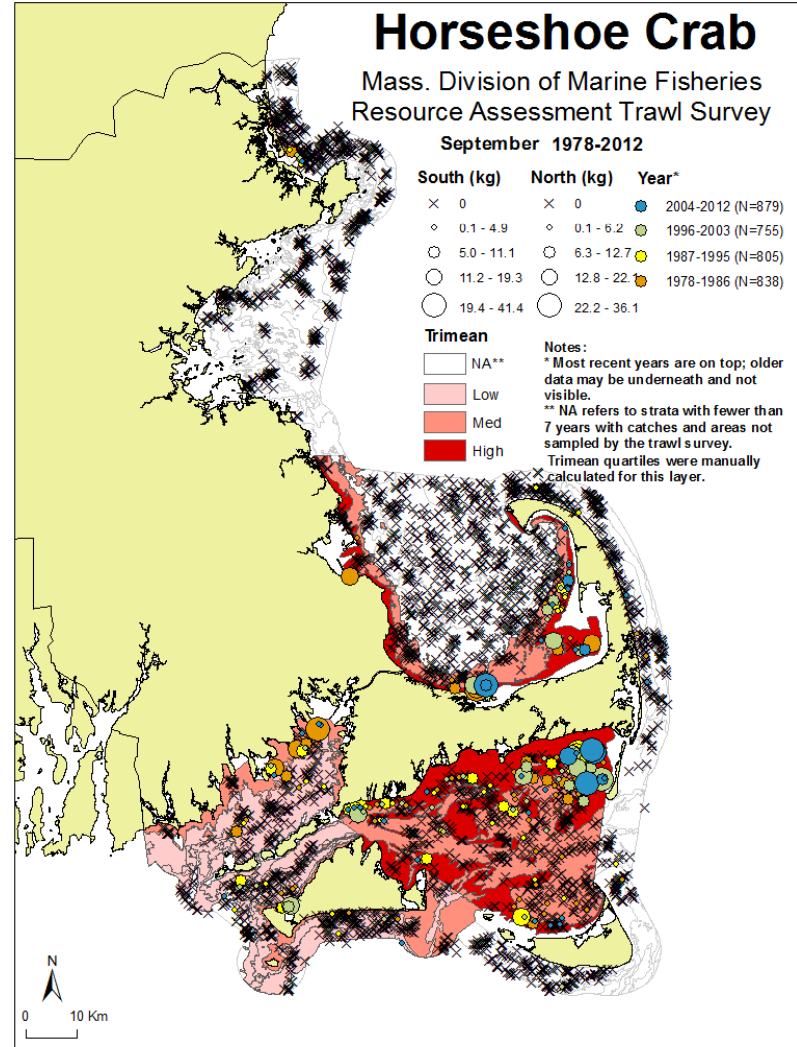 Horseshoe Crab
Mass. Division of Marine Fisheries
Resource Assessment Trawl Survey
September 1978-2012
South (kg) North (kg) Year*
0 0 2004-2012 (N=879)
0.1 - 4.9 0.1 - 6.2 1996-2003 (N=755)
5.0 - 11.1 6.3 - 12.7 1987-1995 (N=805)
11.2 - 19.3 12.8 - 22.1 1978-1986 (N=838)
19.4 - 41.4 22.2 - 36.1
Trimean
NA**
Low
Med
High
Notes:
* Most recent years are on top; older
data may be underneath and not
visible.
** NA refers to strata with fewer than
7 years with catches and areas not
sampled by the trawl survey.
Trimean quartiles were manually
calculated for this layer.
N
0 10 Km